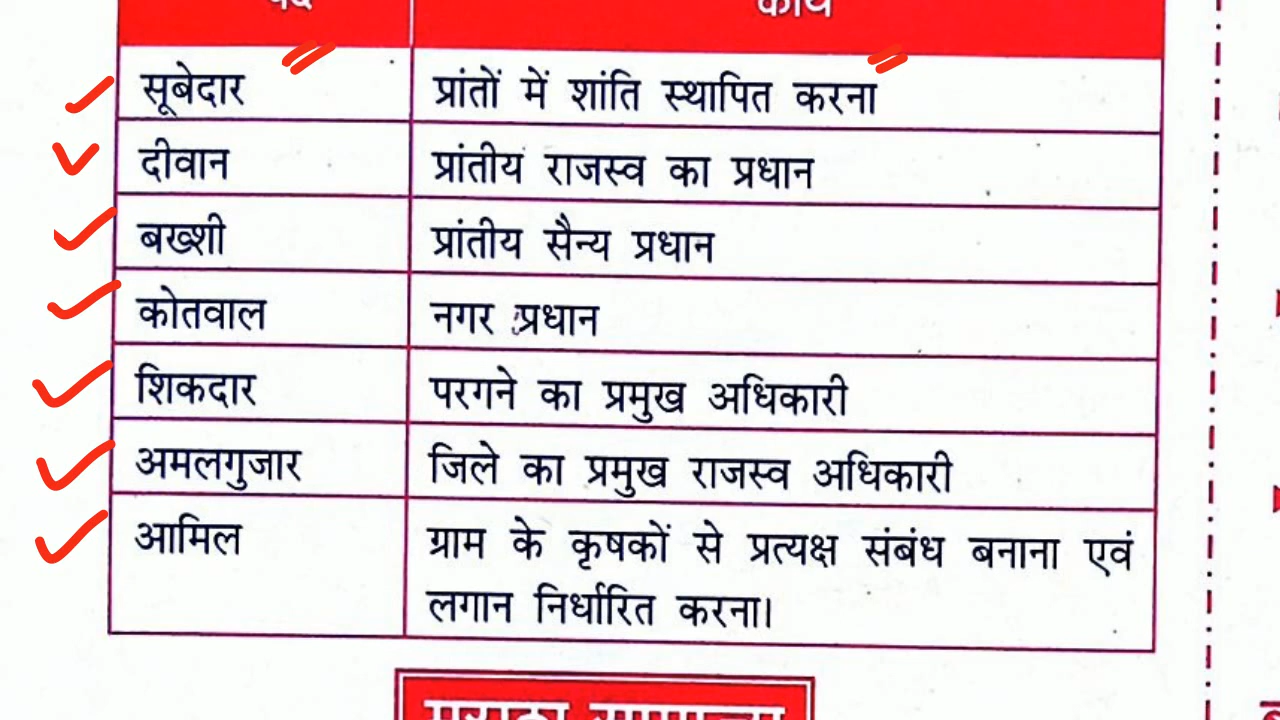 पद कार्य
सूबेदार प्रांतों में शांति स्थापित करना
दीवान प्रांतीय राजस्व का प्रधान
बख्शी प्रांतीय सैन्य प्रधान
कोतवाल नगर प्रधान
शिकदार परगने का प्रमुख अधिकारी
अमलगुजार जिले का प्रमुख राजस्व अधिकारी
आमिल ग्राम के कृषकों से प्रत्यक्ष संबंध बनाना एवं
लगान निर्धारित करना।